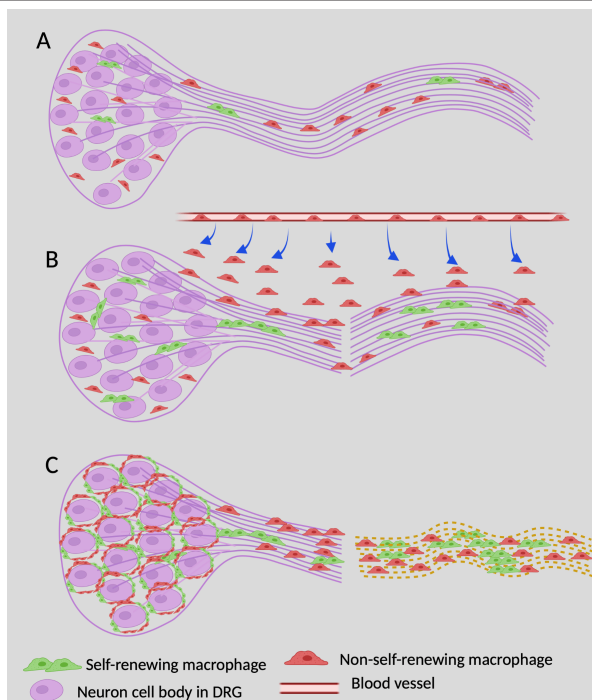 A
B
C
Self-renewing macrophage
Non-self-renewing macrophage
Neuron cell body in DRG
Blood vessel